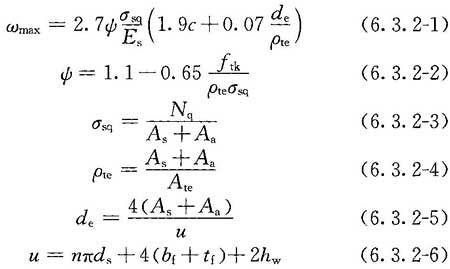 ω_max = 2.7ψ σ_sq/E_s (1.9c + 0.07 d_e/ρ_te) (6.3.2-1)
ψ = 1.1 − 0.65 f_tk/(ρ_te σ_sq) (6.3.2-2)
σ_sq = N_q/(A_s + A_a) (6.3.2-3)
ρ_te = (A_s + A_a)/A_te (6.3.2-4)
d_e = 4(A_s + A_a)/u (6.3.2-5)
u = nπd_s + 4(b_f + t_f) + 2h_w (6.3.2-6)